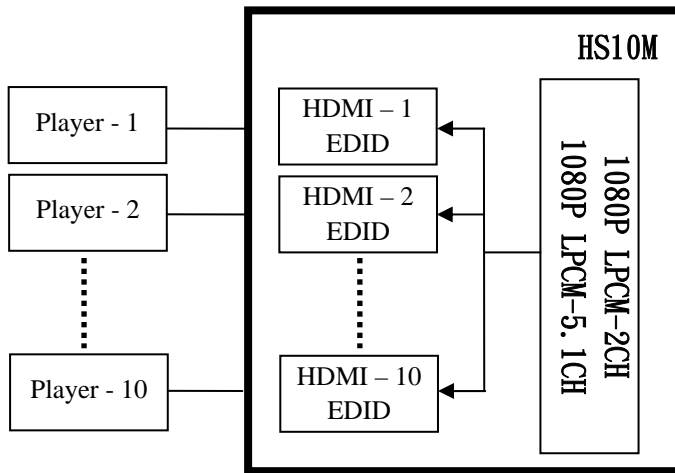 HS10M
Player - 1
HDMI – 1
EDID
Player - 2
HDMI – 2
EDID
Player - 10
HDMI – 10
EDID
1080P LPCM-2CH
1080P LPCM-5.1CH